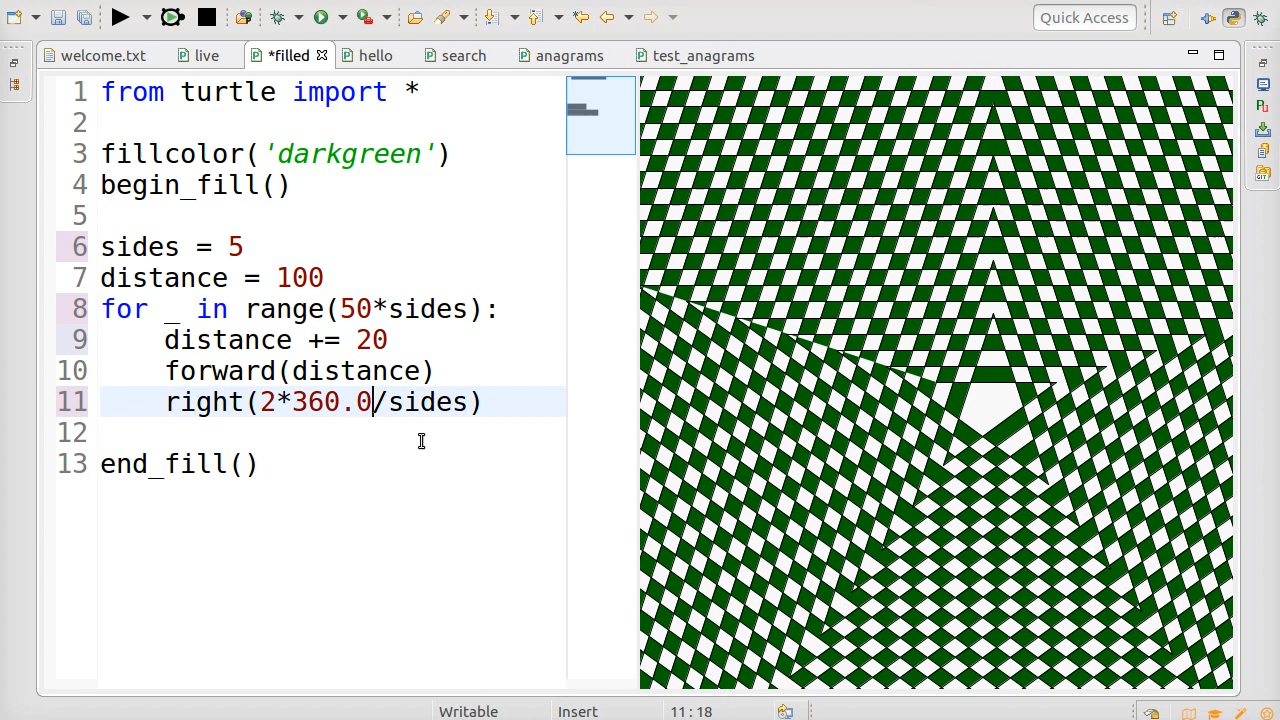 Quick Access
welcome.txt live *filled hello search anagrams test_anagrams
1 from turtle import *
2
3 fillcolor('darkgreen')
4 begin_fill()
5
6 sides = 5
7 distance = 100
8 for _ in range(50*sides):
9 distance += 20
10 forward(distance)
11 right(2*360.0/sides)
12
13 end_fill()
Writable Insert 11:18